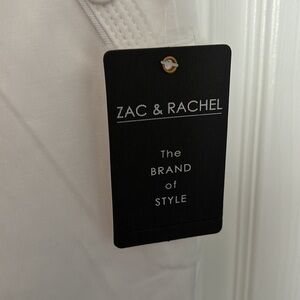 ZAC & RACHEL
The
BRAND
of
STYLE